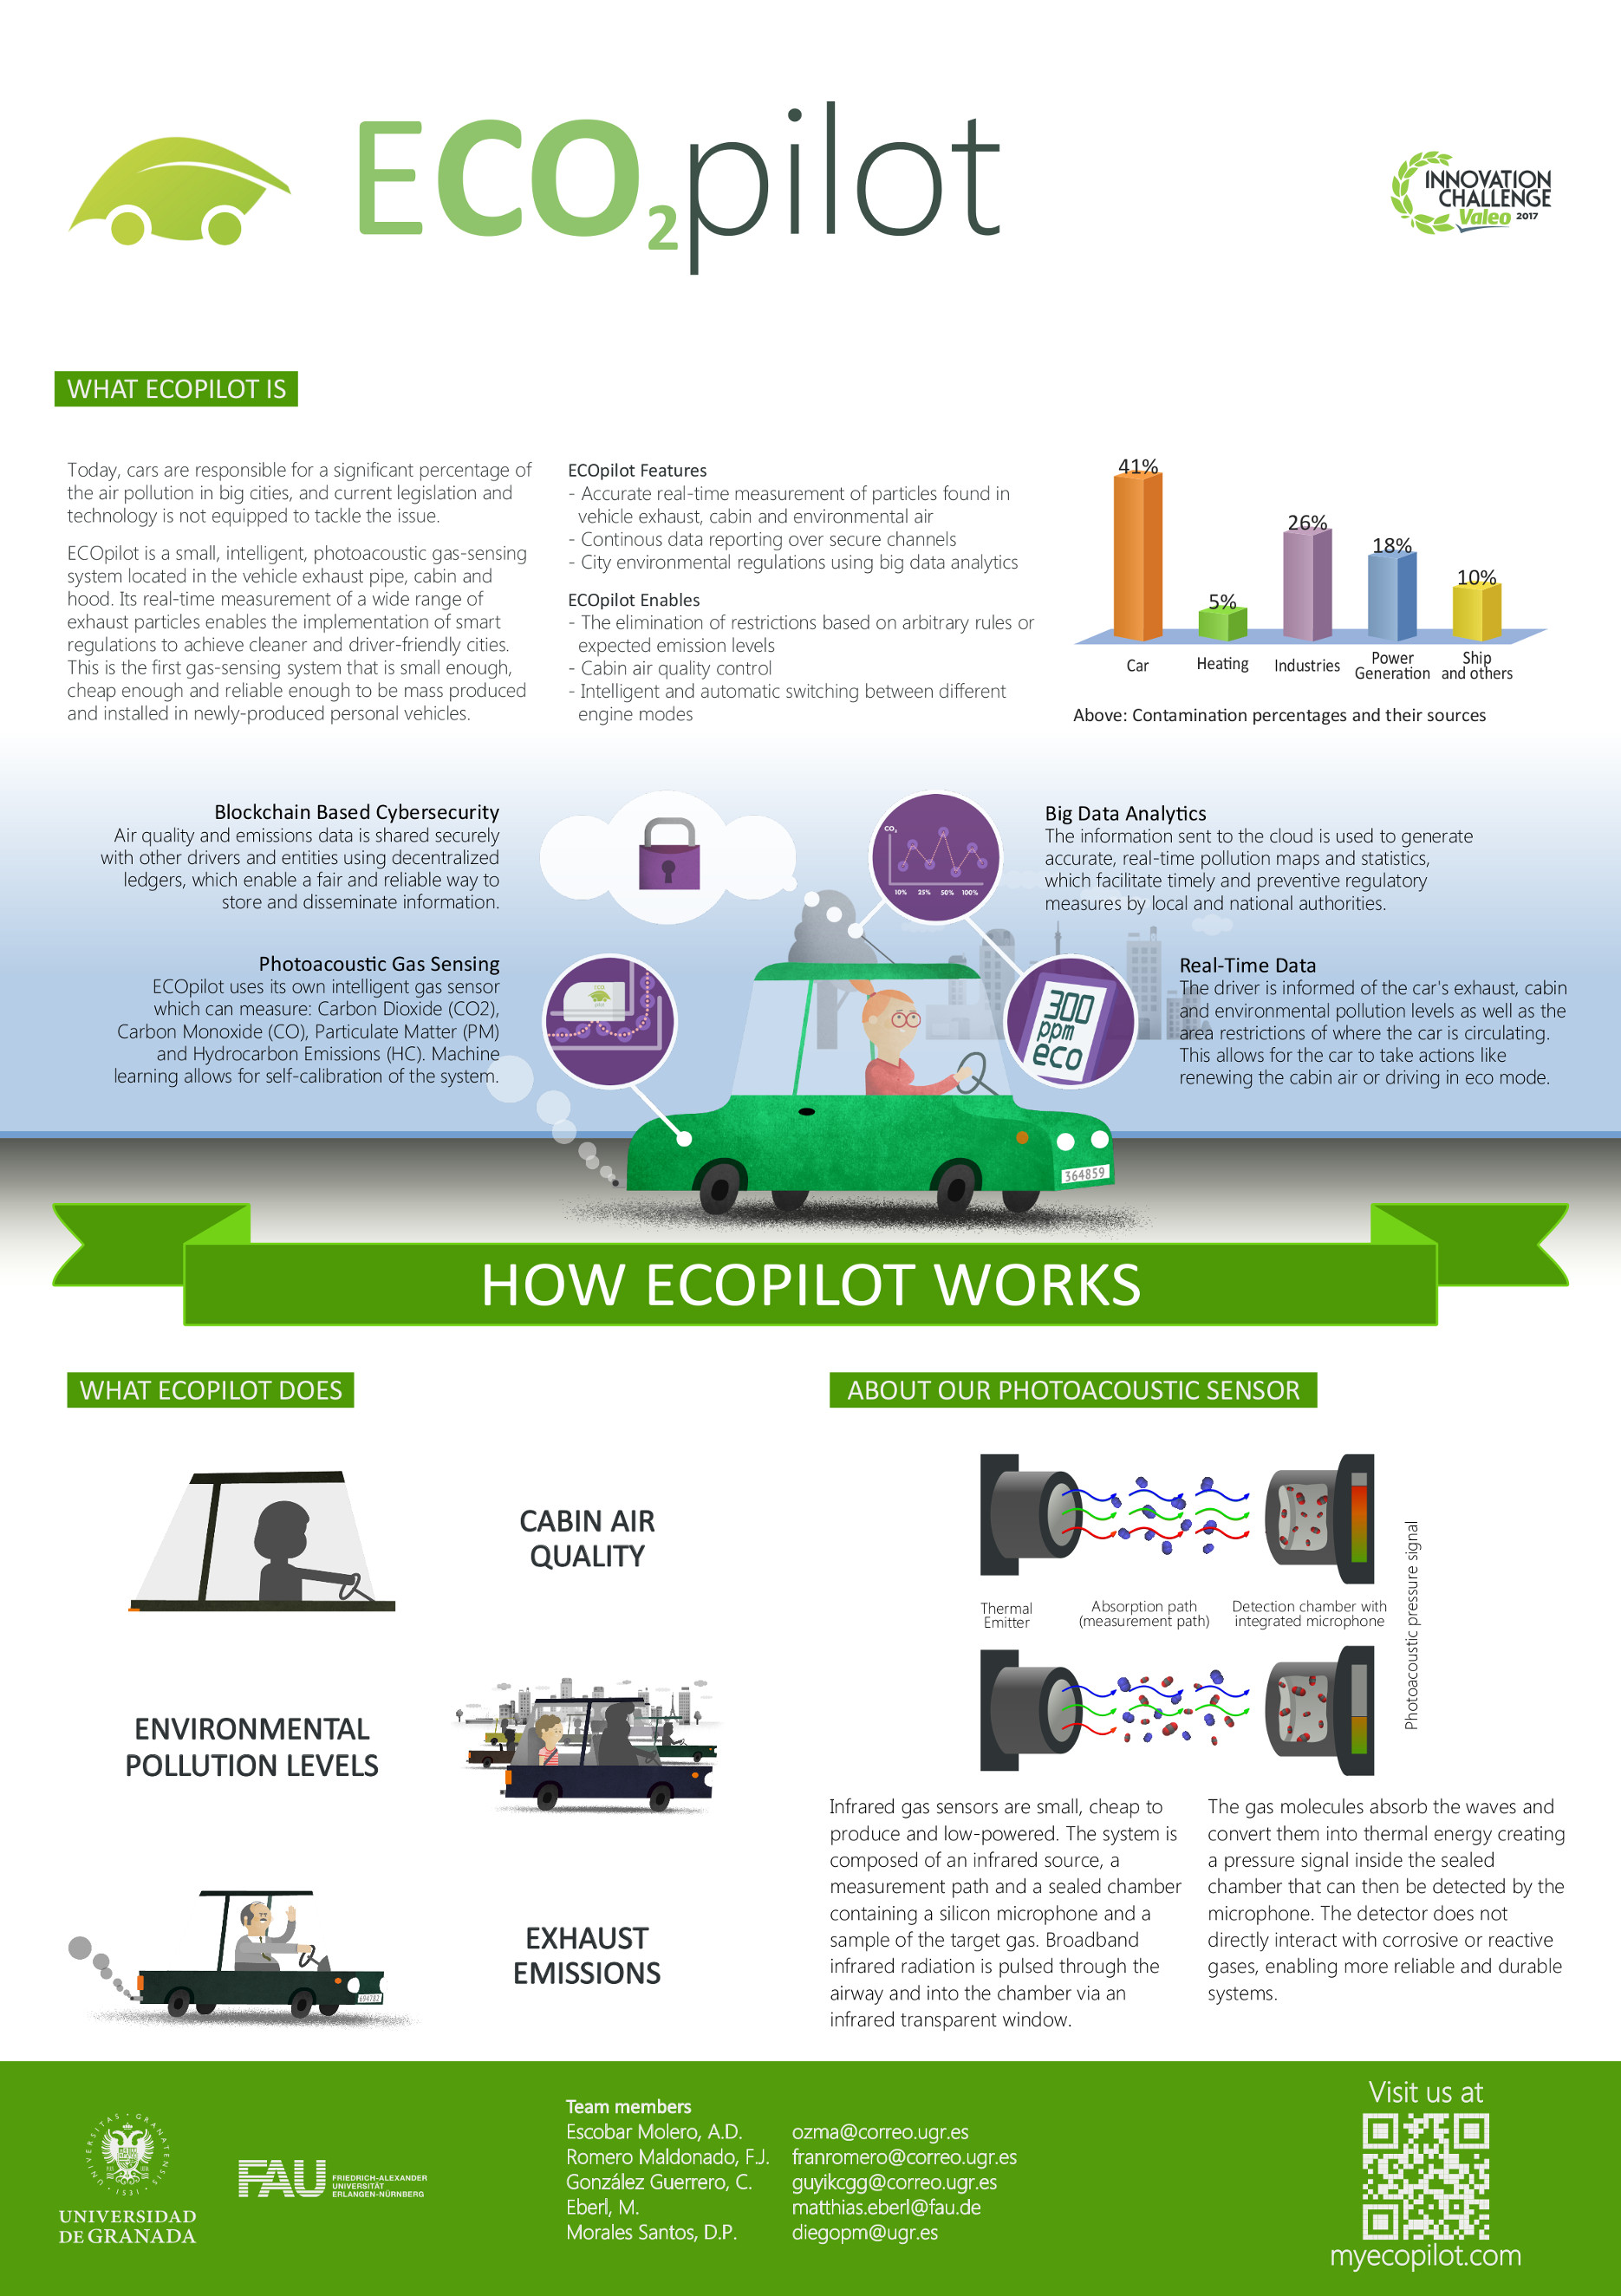 ECO2pilot
INNOVATION
CHALLENGE
Valeo 2017
WHAT ECOPILOT IS
Today, cars are responsible for a significant percentage of
the air pollution in big cities, and current legislation and
technology is not equipped to tackle the issue.
ECOpilot is a small, intelligent, photoacoustic gas-sensing
system located in the vehicle exhaust pipe, cabin and
hood. Its real-time measurement of a wide range of
exhaust particles enables the implementation of smart
regulations to achieve cleaner and driver-friendly cities.
This is the first gas-sensing system that is small enough,
cheap enough and reliable enough to be mass produced
and installed in newly-produced personal vehicles.
ECOpilot Features
- Accurate real-time measurement of particles found in
vehicle exhaust, cabin and environmental air
- Continous data reporting over secure channels
- City environmental regulations using big data analytics
ECOpilot Enables
- The elimination of restrictions based on arbitrary rules or
expected emission levels
- Cabin air quality control
- Intelligent and automatic switching between different
engine modes
41%
5%
26%
18%
10%
Car
Heating
Industries
Power
Generation
Ship
and others
Above: Contamination percentages and their sources
Blockchain Based Cybersecurity
Air quality and emissions data is shared securely
with other drivers and entities using decentralized
ledgers, which enable a fair and reliable way to
store and disseminate information.
Photoacoustic Gas Sensing
ECOpilot uses its own intelligent gas sensor
which can measure: Carbon Dioxide (CO2),
Carbon Monoxide (CO), Particulate Matter (PM)
and Hydrocarbon Emissions (HC). Machine
learning allows for self-calibration of the system.
CO2
10% 25% 50% 100%
Big Data Analytics
The information sent to the cloud is used to generate
accurate, real-time pollution maps and statistics,
which facilitate timely and preventive regulatory
measures by local and national authorities.
300
ppm
eco
Real-Time Data
The driver is informed of the car's exhaust, cabin
and environmental pollution levels as well as the
area restrictions of where the car is circulating.
This allows for the car to take actions like
renewing the cabin air or driving in eco mode.
364859
HOW ECOPILOT WORKS
WHAT ECOPILOT DOES
CABIN AIR
QUALITY
ENVIRONMENTAL
POLLUTION LEVELS
EXHAUST
EMISSIONS
ABOUT OUR PHOTOACOUSTIC SENSOR
Thermal
Emitter
Absorption path
(measurement path)
Detection chamber with
integrated microphone
Photoacoustic pressure signal
Infrared gas sensors are small, cheap to
produce and low-powered. The system is
composed of an infrared source, a
measurement path and a sealed chamber
containing a silicon microphone and a
sample of the target gas. Broadband
infrared radiation is pulsed through the
airway and into the chamber via an
infrared transparent window.
The gas molecules absorb the waves and
convert them into thermal energy creating
a pressure signal inside the sealed
chamber that can then be detected by the
microphone. The detector does not
directly interact with corrosive or reactive
gases, enabling more reliable and durable
systems.
UNIVERSITAS GRANATENSIS
1531
UNIVERSIDAD
DE GRANADA
FAU
FRIEDRICH-ALEXANDER
UNIVERSITÄT
ERLANGEN-NÜRNBERG
Team members
Escobar Molero, A.D. ozma@correo.ugr.es
Romero Maldonado, F.J. franromero@correo.ugr.es
González Guerrero, C. guyikcgg@correo.ugr.es
Eberl, M. matthias.eberl@fau.de
Morales Santos, D.P. diegopm@ugr.es
Visit us at
myecopilot.com